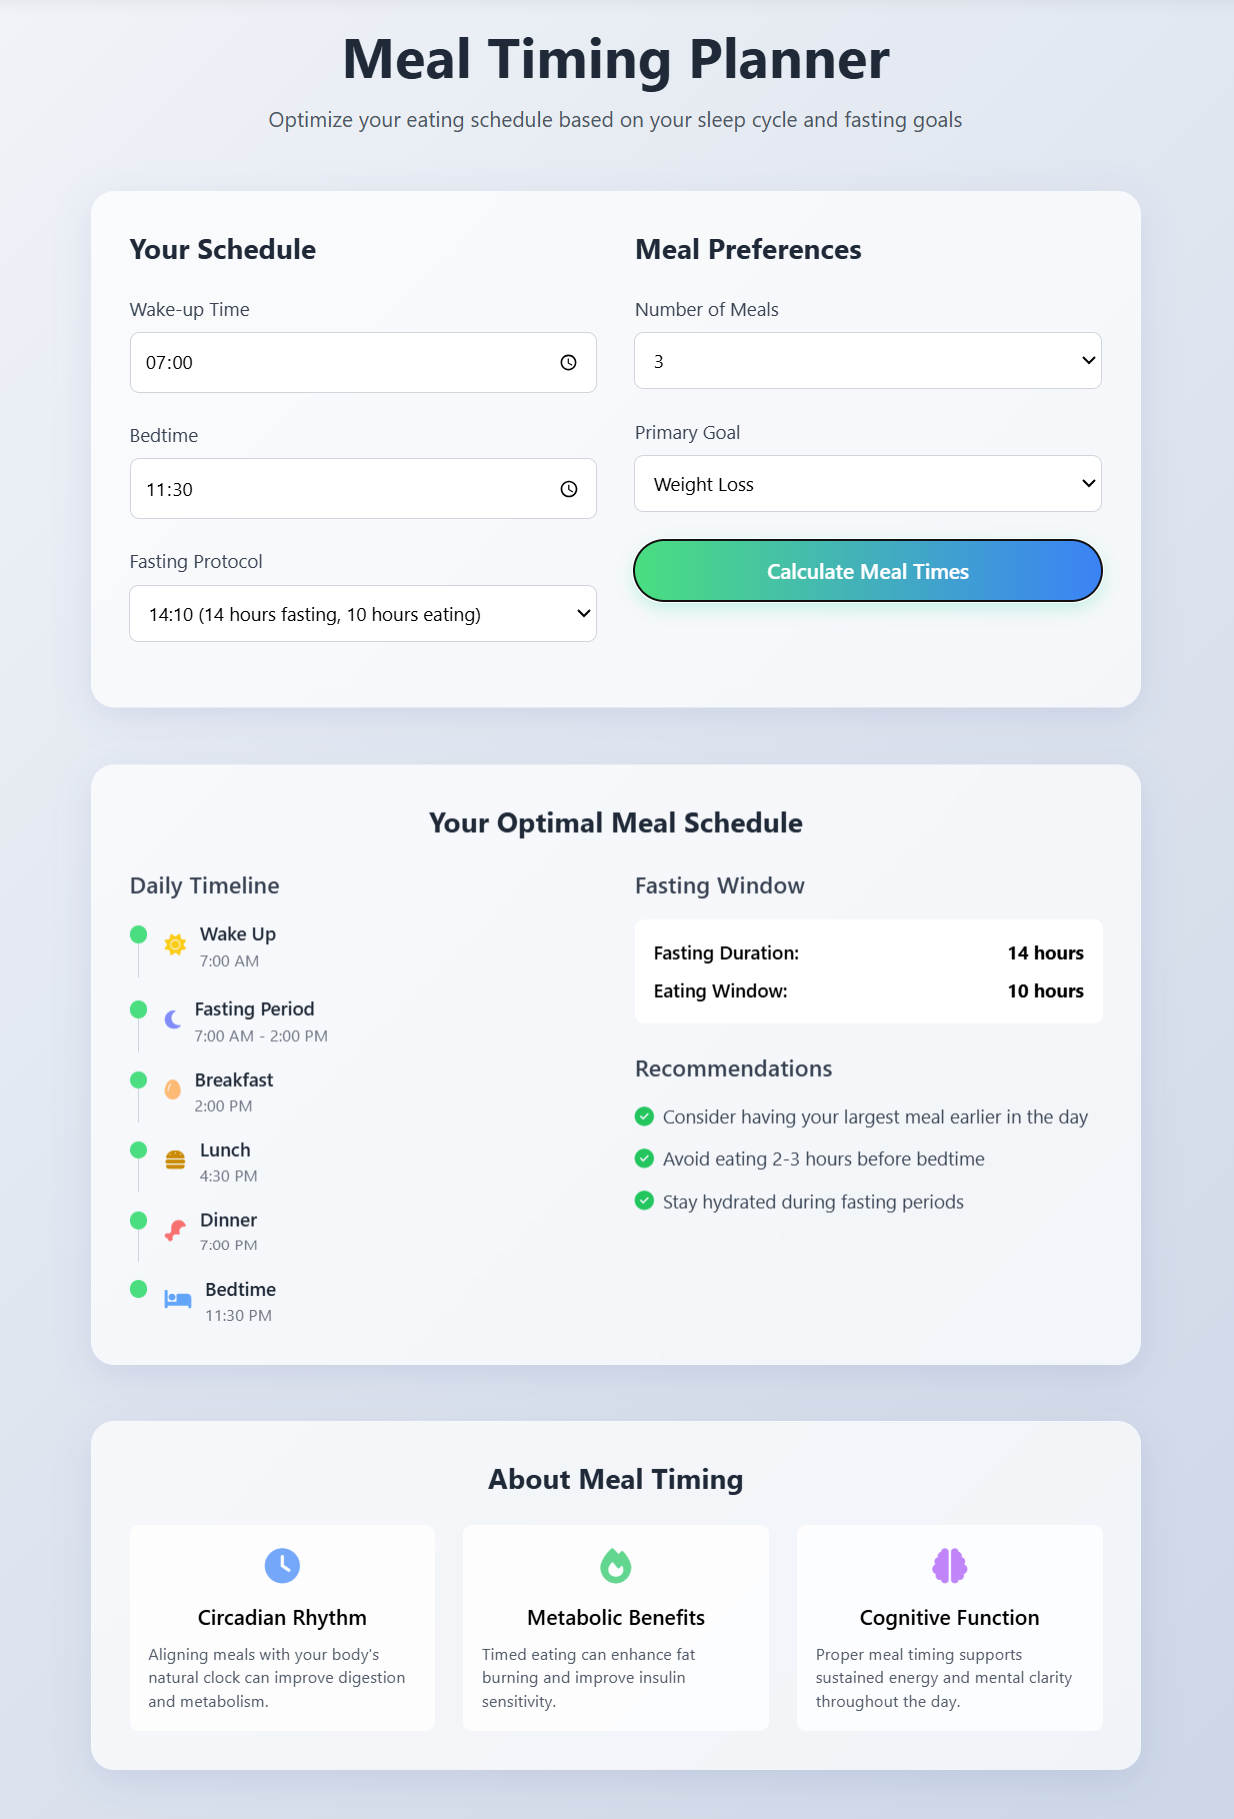 Meal Timing Planner
Optimize your eating schedule based on your sleep cycle and fasting goals
Your Schedule
Wake-up Time
07:00
Bedtime
11:30
Fasting Protocol
14:10 (14 hours fasting, 10 hours eating)
Meal Preferences
Number of Meals
3
Primary Goal
Weight Loss
Calculate Meal Times
Your Optimal Meal Schedule
Daily Timeline
Wake Up
7:00 AM
Fasting Period
7:00 AM - 2:00 PM
Breakfast
2:00 PM
Lunch
4:30 PM
Dinner
7:00 PM
Bedtime
11:30 PM
Fasting Window
Fasting Duration: 14 hours
Eating Window: 10 hours
Recommendations
Consider having your largest meal earlier in the day
Avoid eating 2-3 hours before bedtime
Stay hydrated during fasting periods
About Meal Timing
Circadian Rhythm
Aligning meals with your body's
natural clock can improve digestion
and metabolism.
Metabolic Benefits
Timed eating can enhance fat
burning and improve insulin
sensitivity.
Cognitive Function
Proper meal timing supports
sustained energy and mental clarity
throughout the day.